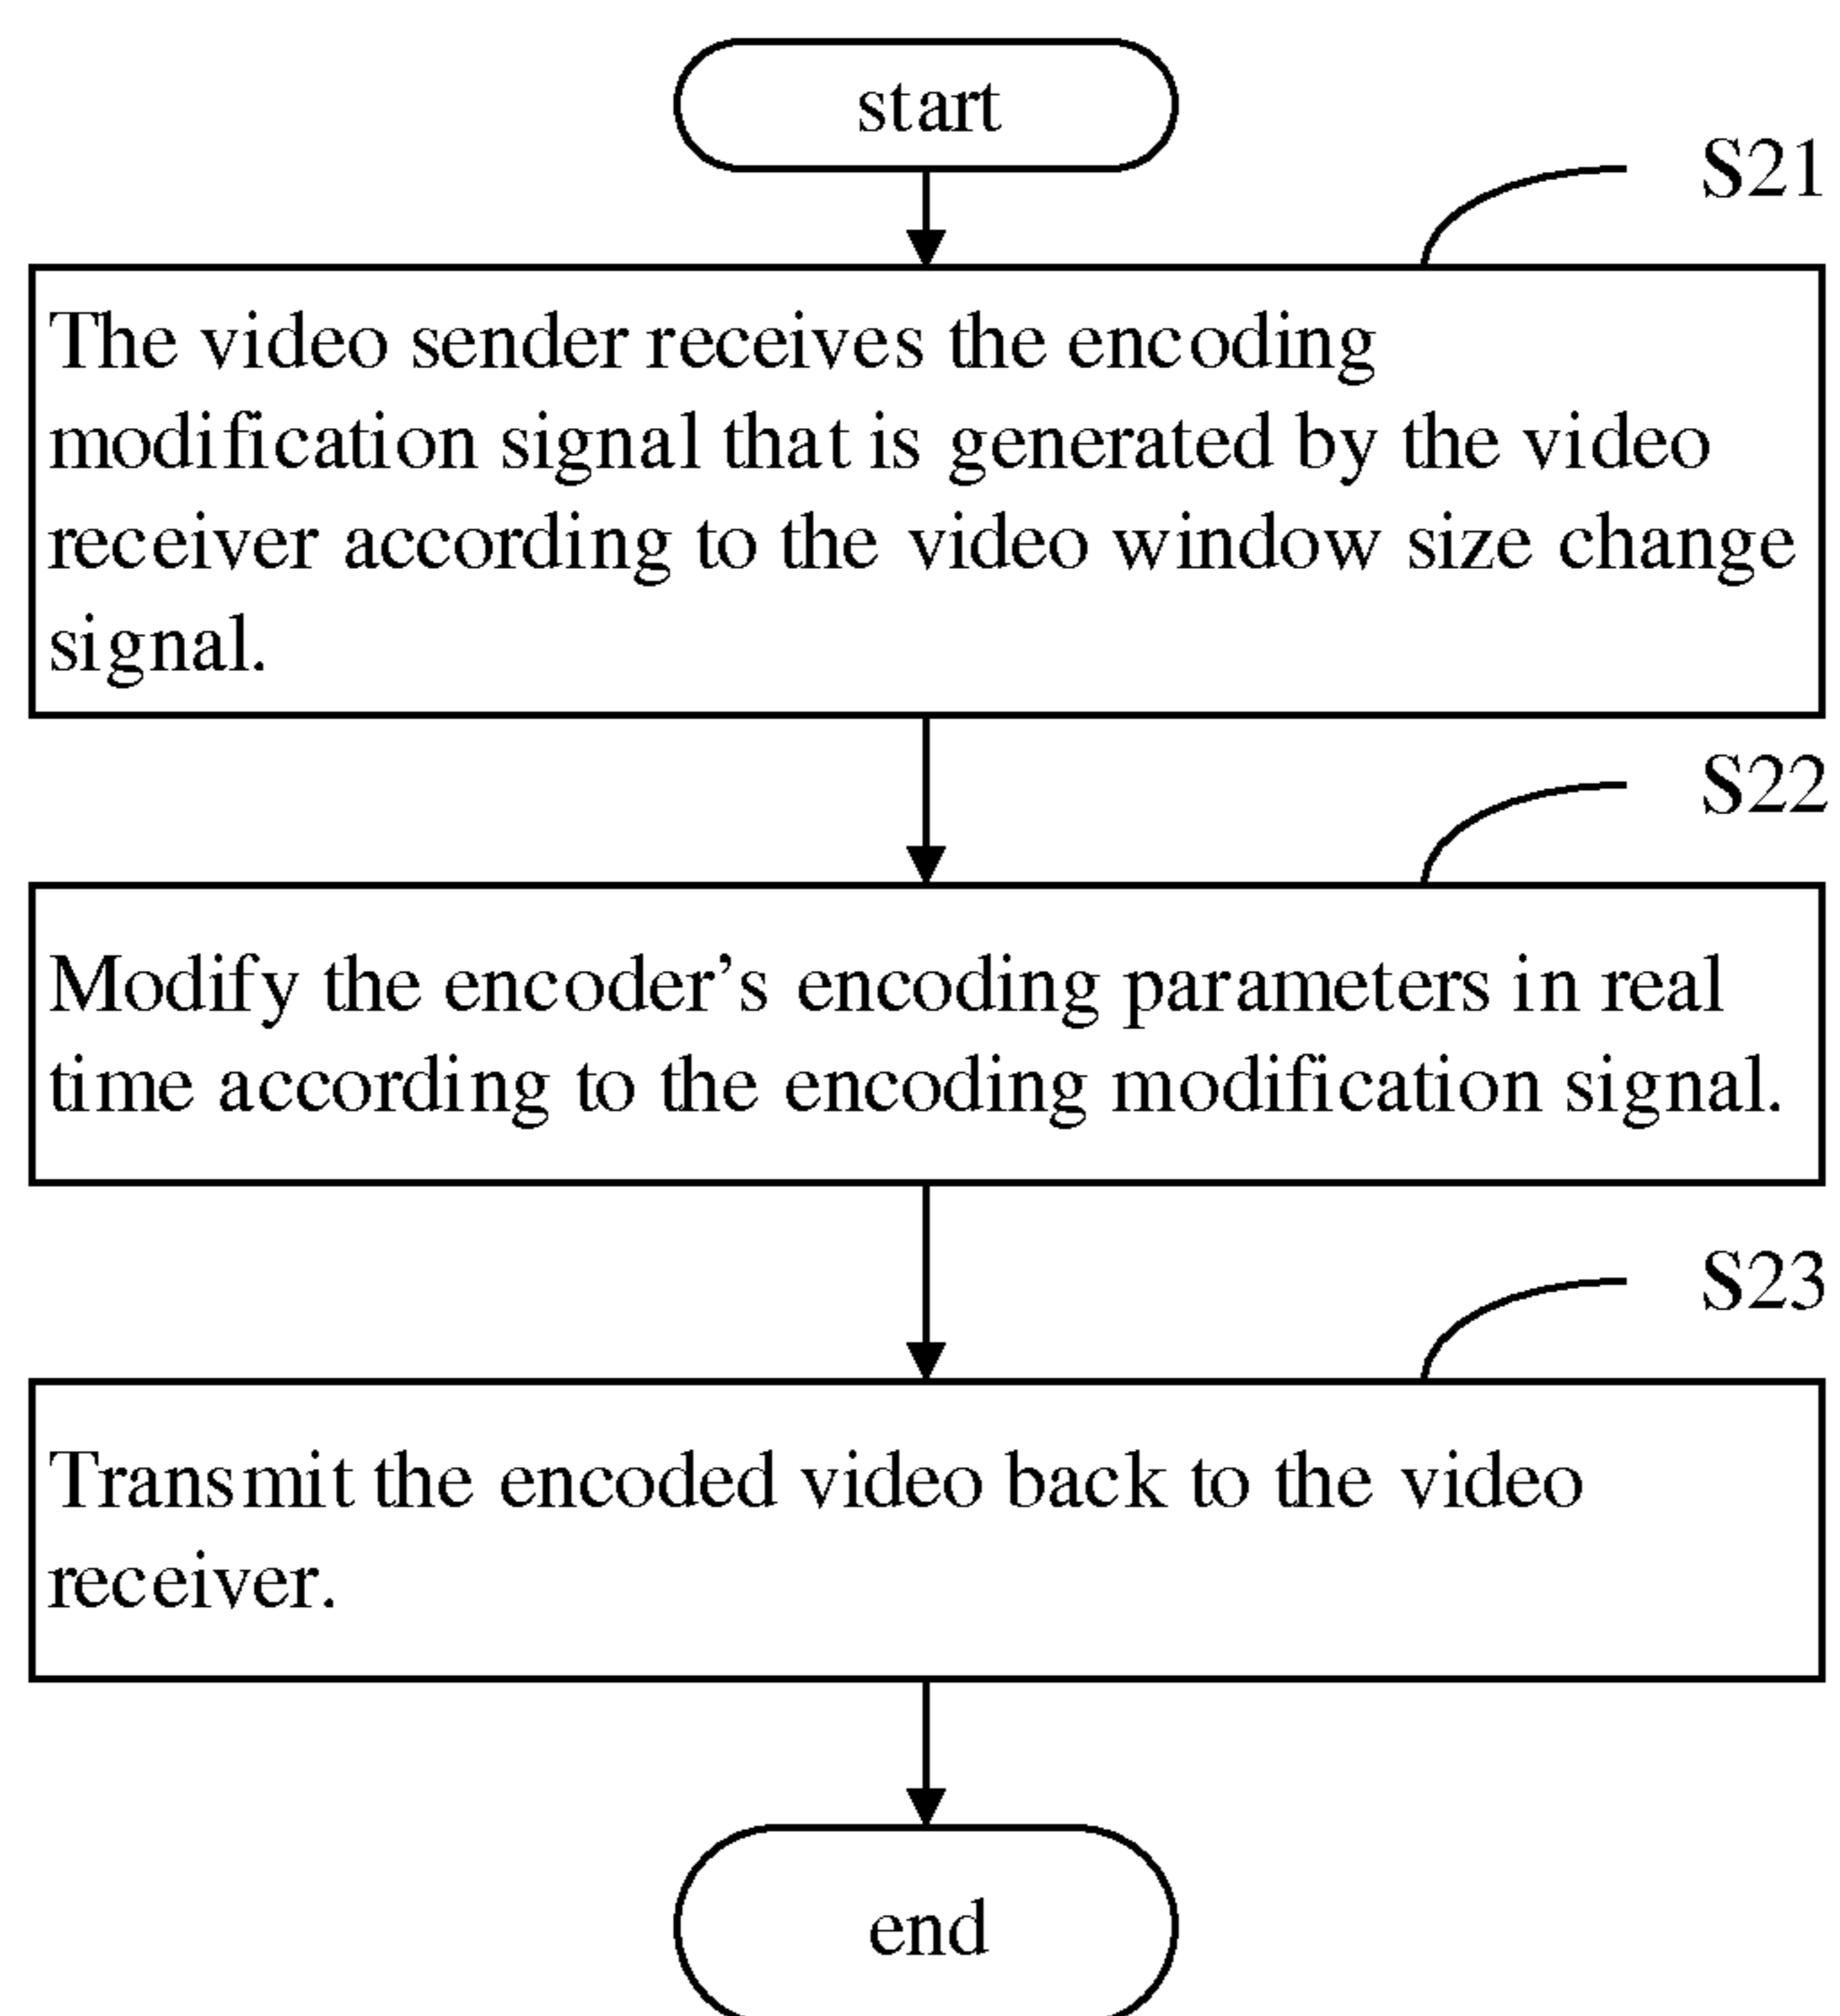 start
S21
The video sender receives the encoding
modification signal that is generated by the video
receiver according to the video window size change
signal.
S22
Modify the encoder’s encoding parameters in real
time according to the encoding modification signal.
S23
Transmit the encoded video back to the video
receiver.
end